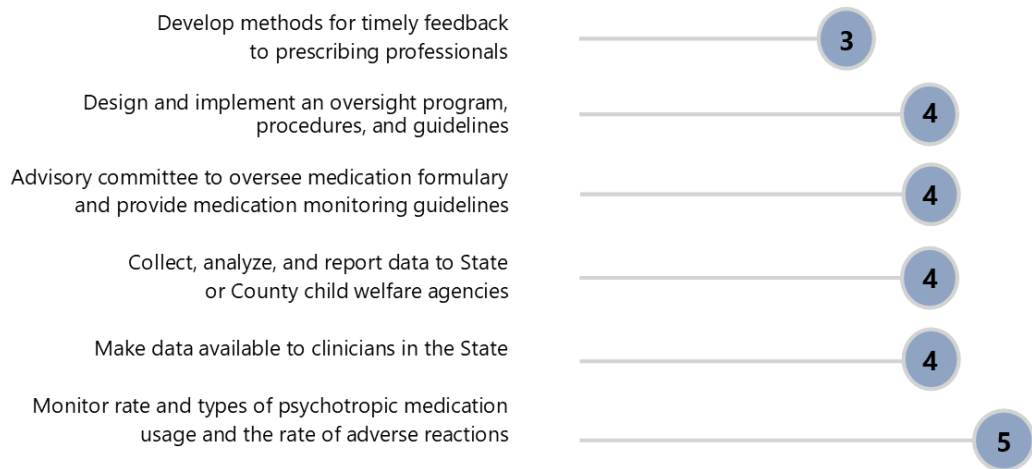 Develop methods for timely feedback
to prescribing professionals
3
Design and implement an oversight program,
procedures, and guidelines
4
Advisory committee to oversee medication formulary
and provide medication monitoring guidelines
4
Collect, analyze, and report data to State
or County child welfare agencies
4
Make data available to clinicians in the State
4
Monitor rate and types of psychotropic medication
usage and the rate of adverse reactions
5